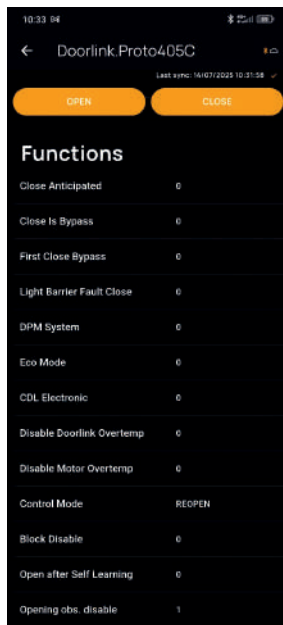 10:33
Doorlink.Proto405C
Last sync: 14/07/2025 10:31:58
OPEN CLOSE
Functions
Close Anticipated 0
Close Is Bypass 0
First Close Bypass 0
Light Barrier Fault Close 0
DPM System 0
Eco Mode 0
CDL Electronic 0
Disable Doorlink Overtemp 0
Disable Motor Overtemp 0
Control Mode REOPEN
Block Disable 0
Open after Self Learning 0
Opening obs. disable 1